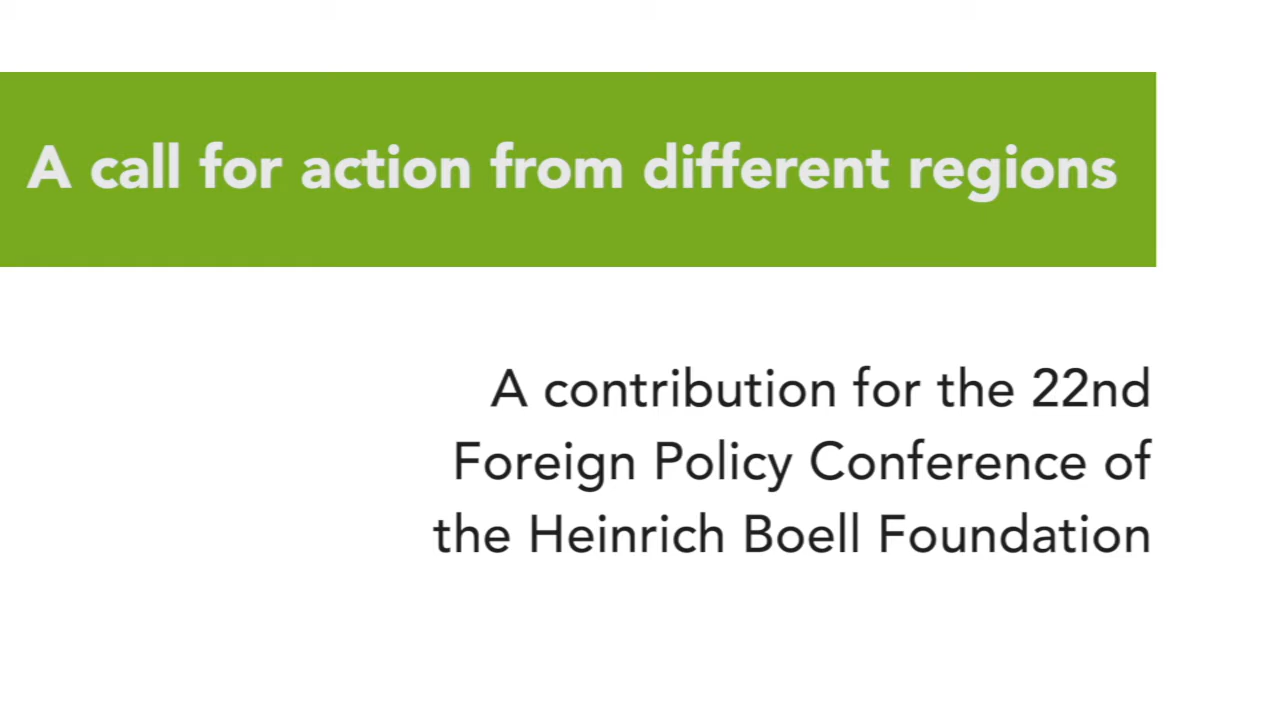 A call for action from different regions
A contribution for the 22nd
Foreign Policy Conference of
the Heinrich Boell Foundation